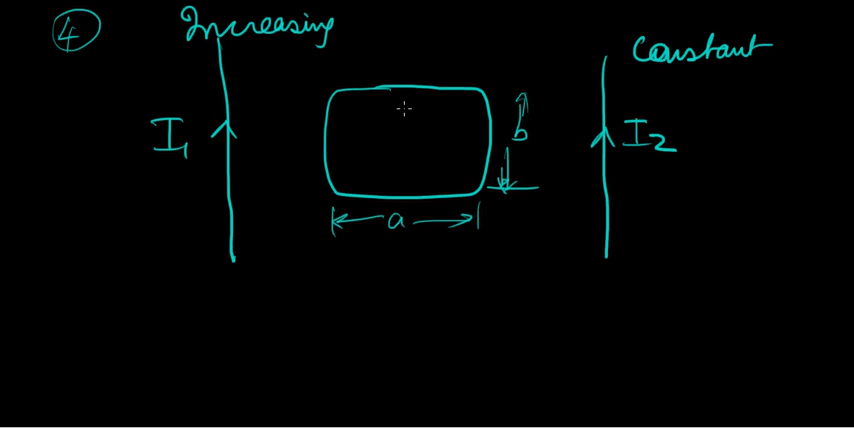 4 Increasing
Constant
I₁
b
I₂
a